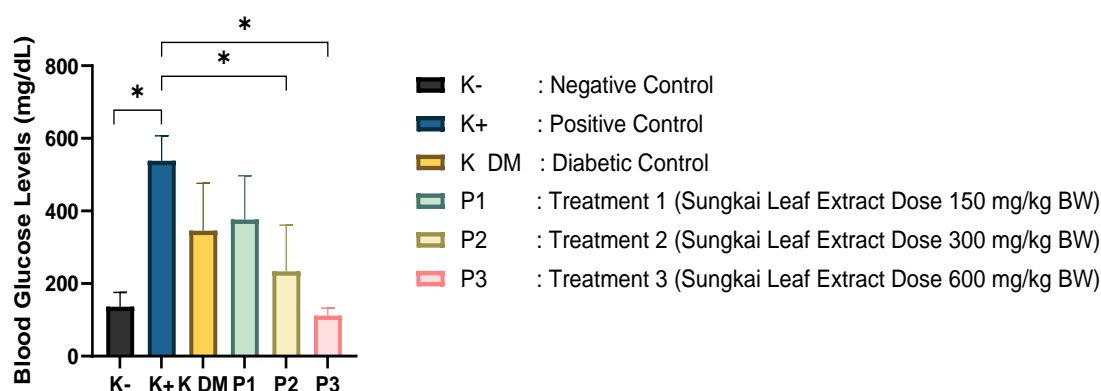 *
*
*
Blood Glucose Levels (mg/dL)
800
600
400
200
0
K- K+ K DM P1 P2 P3
K- : Negative Control
K+ : Positive Control
K DM : Diabetic Control
P1 : Treatment 1 (Sungkai Leaf Extract Dose 150 mg/kg BW)
P2 : Treatment 2 (Sungkai Leaf Extract Dose 300 mg/kg BW)
P3 : Treatment 3 (Sungkai Leaf Extract Dose 600 mg/kg BW)